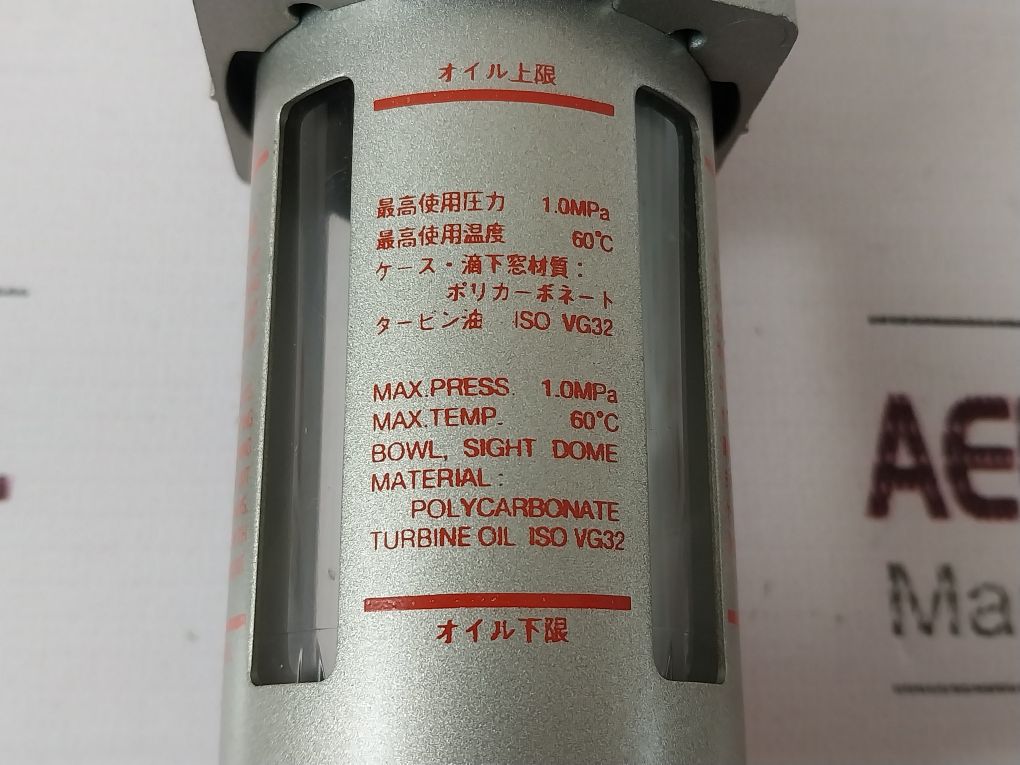 オイル上限
最高使用圧力 1.0MPa
最高使用温度 60℃
ケース・滴下窓材質：
ポリカーボネート
タービン油 ISO VG32
MAX.PRESS. 1.0MPa
MAX.TEMP. 60°C
BOWL, SIGHT DOME
MATERIAL :
POLYCARBONATE
TURBINE OIL ISO VG32
オイル下限
Ma